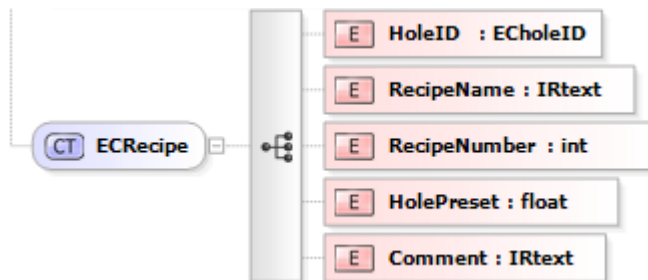 E HoleID : ECholeID
E RecipeName : IRtext
CT ECRecipe E RecipeNumber : int
E HolePreset : float
E Comment : IRtext